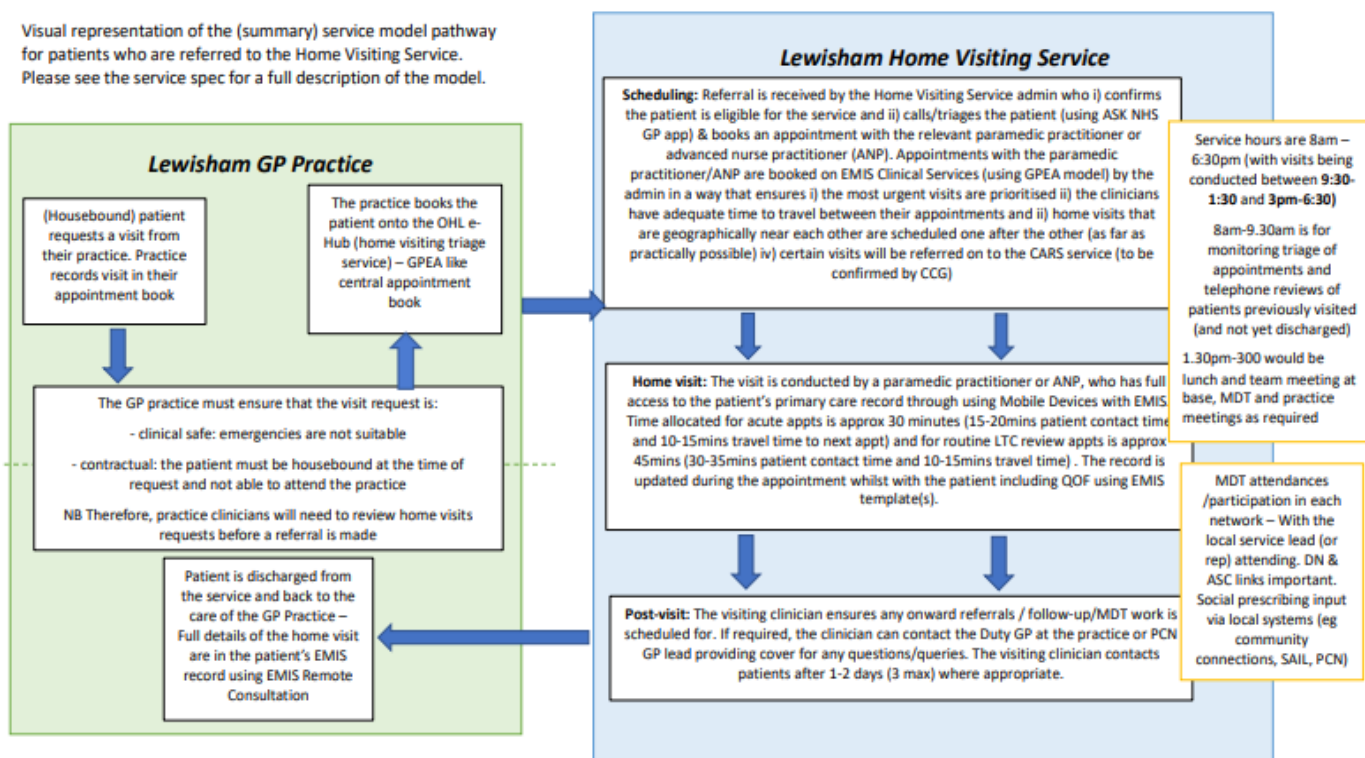 Visual representation of the (summary) service model pathway
for patients who are referred to the Home Visiting Service.
Please see the service spec for a full description of the model.
Lewisham GP Practice
(Housebound) patient
requests a visit from
their practice. Practice
records visit in their
appointment book
The practice books the
patient onto the OHL e-
Hub (home visiting triage
service) – GPEA like
central appointment
book
The GP practice must ensure that the visit request is:
- clinical safe: emergencies are not suitable
- contractual: the patient must be housebound at the time of
request and not able to attend the practice
NB Therefore, practice clinicians will need to review home visits
requests before a referral is made
Patient is discharged from
the service and back to the
care of the GP Practice –
Full details of the home visit
are in the patient's EMIS
record using EMIS Remote
Consultation
Lewisham Home Visiting Service
Scheduling: Referral is received by the Home Visiting Service admin who i) confirms
the patient is eligible for the service and ii) calls/triages the patient (using ASK NHS
GP app) & books an appointment with the relevant paramedic practitioner or
advanced nurse practitioner (ANP). Appointments with the paramedic
practitioner/ANP are booked on EMIS Clinical Services (using GPEA model) by the
admin in a way that ensures i) the most urgent visits are prioritised ii) the clinicians
have adequate time to travel between their appointments and ii) home visits that
are geographically near each other are scheduled one after the other (as far as
practically possible) iv) certain visits will be referred on to the CARS service (to be
confirmed by CCG)
Home visit: The visit is conducted by a paramedic practitioner or ANP, who has full
access to the patient's primary care record through using Mobile Devices with EMIS.
Time allocated for acute appts is approx 30 minutes (15-20mins patient contact time
and 10-15mins travel time to next appt) and for routine LTC review appts is approx
45mins (30-35mins patient contact time and 10-15mins travel time) . The record is
updated during the appointment whilst with the patient including QOF using EMIS
template(s).
Post-visit: The visiting clinician ensures any onward referrals / follow-up/MDT work is
scheduled for. If required, the clinician can contact the Duty GP at the practice or PCN
GP lead providing cover for any questions/queries. The visiting clinician contacts
patients after 1-2 days (3 max) where appropriate.
Service hours are 8am –
6:30pm (with visits being
conducted between 9:30-
1:30 and 3pm-6:30)
8am-9.30am is for
monitoring triage of
appointments and
telephone reviews of
patients previously visited
(and not yet discharged)
1.30pm-300 would be
lunch and team meeting at
base, MDT and practice
meetings as required
MDT attendances
/participation in each
network – With the
local service lead (or
rep) attending. DN &
ASC links important.
Social prescribing input
via local systems (eg
community
connections, SAIL, PCN)